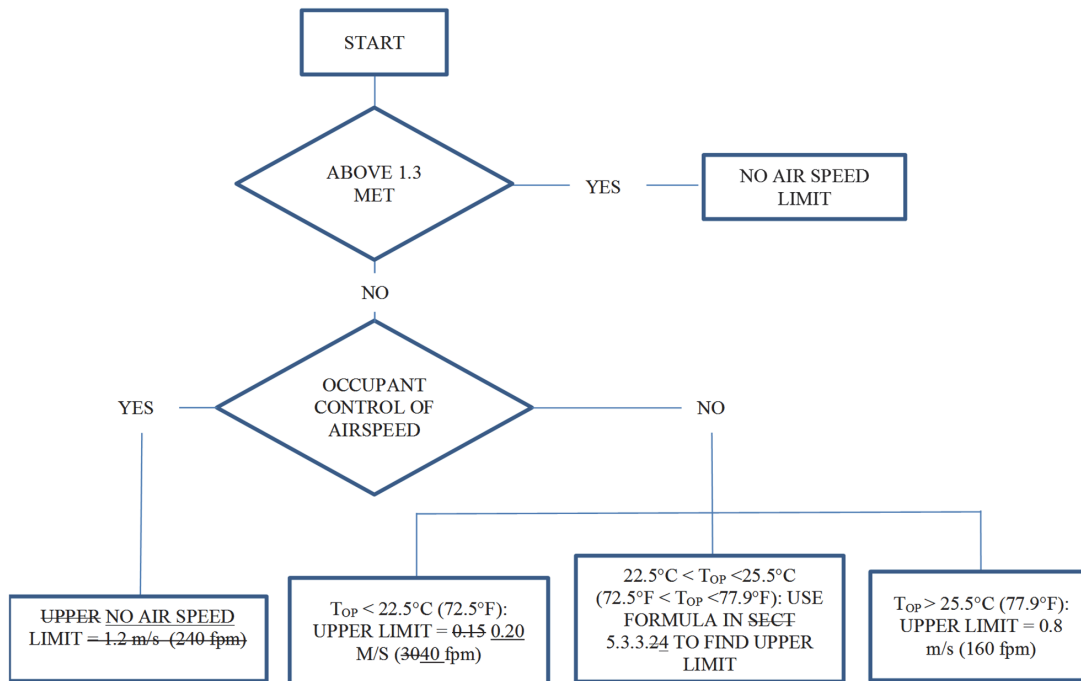 START
ABOVE 1.3
MET
YES
NO AIR SPEED
LIMIT
NO
OCCUPANT
CONTROL OF
AIRSPEED
YES
NO
UPPER NO AIR SPEED
LIMIT = 1.2 m/s (240 fpm)
TOP < 22.5°C (72.5°F):
UPPER LIMIT = 0.15 0.20
M/S (3040 fpm)
22.5°C < TOP <25.5°C
(72.5°F < TOP <77.9°F): USE
FORMULA IN SECT
5.3.3.24 TO FIND UPPER
LIMIT
TOP > 25.5°C (77.9°F):
UPPER LIMIT = 0.8
m/s (160 fpm)